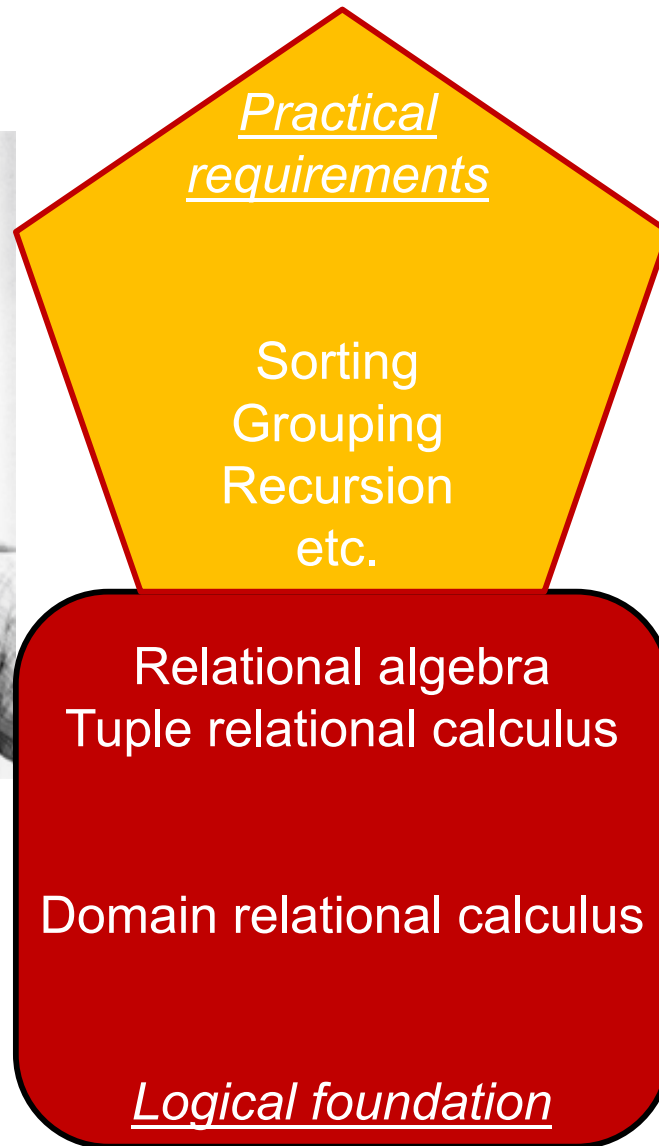 Practical
requirements
Sorting
Grouping
Recursion
etc.
Relational algebra
Tuple relational calculus
Domain relational calculus
Logical foundation